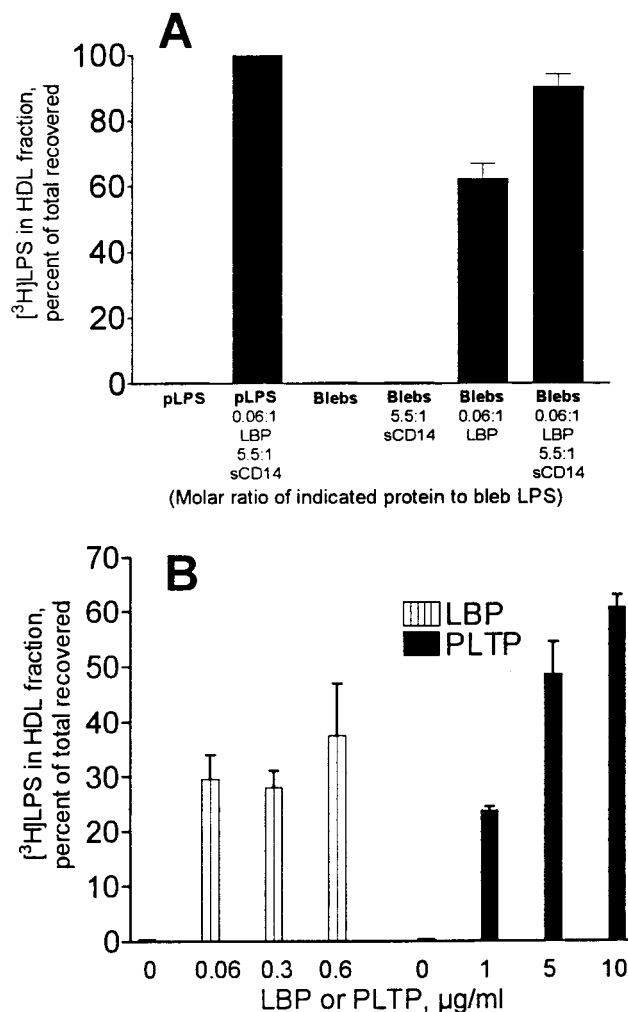 A
[³H]LPS in HDL fraction,
percent of total recovered
100
80
60
40
20
0
pLPS
pLPS
0.06:1
LBP
5.5:1
sCD14
Blebs
Blebs
5.5:1
sCD14
Blebs
0.06:1
LBP
Blebs
0.06:1
LBP
5.5:1
sCD14
(Molar ratio of indicated protein to bleb LPS)
B
[³H]LPS in HDL fraction,
percent of total recovered
70
60
50
40
30
20
10
0
LBP
PLTP
0 0.06 0.3 0.6 0 1 5 10
LBP or PLTP, µg/ml